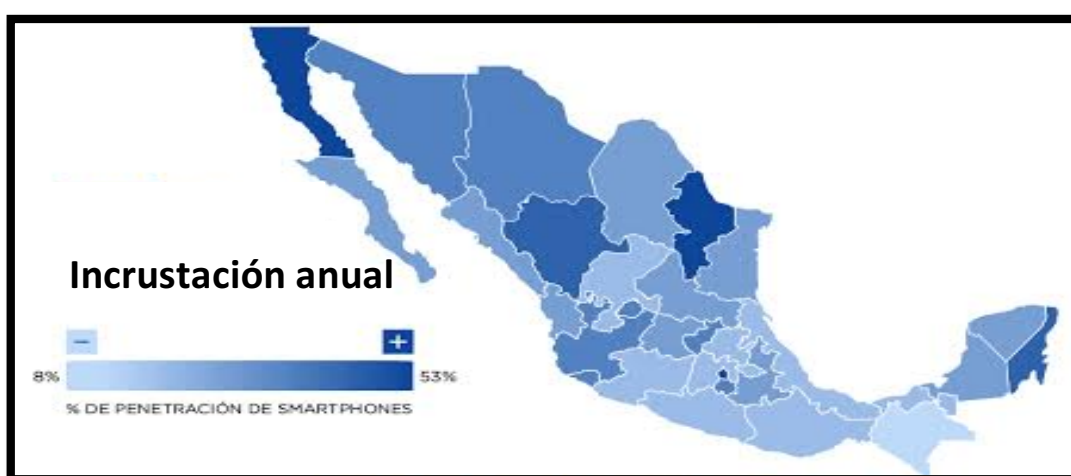 Incrustación anual
− +
8% 53%
% DE PENETRACIÓN DE SMARTPHONES